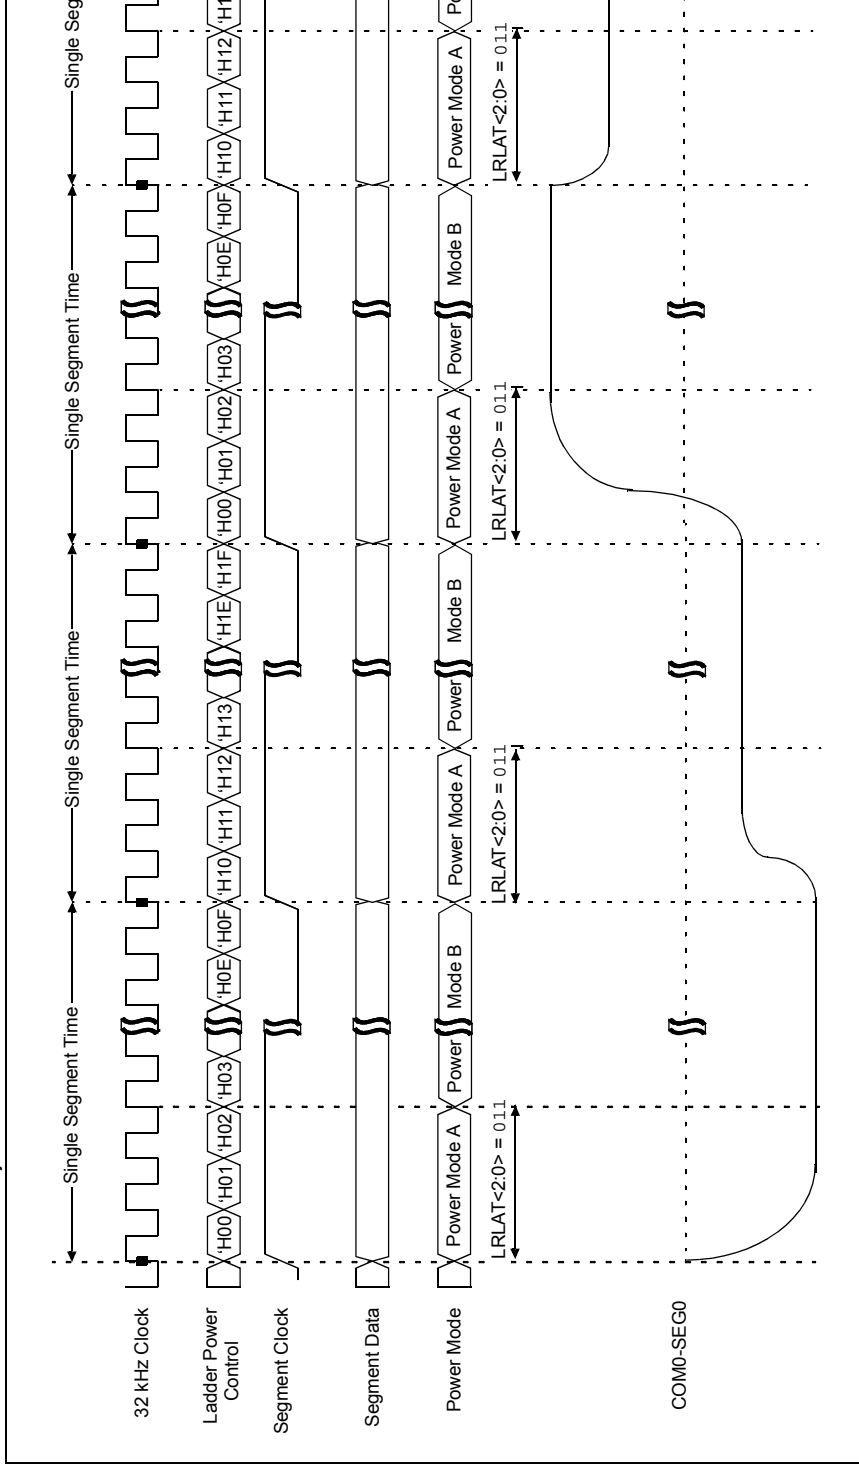 Single Segment Time Single Segment Time Single Segment Time Single Seg
32 kHz Clock
Ladder Power
Control
‘H00 ‘H01 ‘H02 ‘H03 ‘H0E ‘H0F ‘H10 ‘H11 ‘H12 ‘H13 ‘H1E ‘H1F ‘H00 ‘H01 ‘H02 ‘H03 ‘H0E ‘H0F ‘H10 ‘H11 ‘H12 ‘H1
Segment Clock
Segment Data
Power Mode
Power Mode A Power Mode B Power Mode A Power Mode B Power Mode A Power Mode B Power Mode A Po
LRLAT<2:0> = 011 LRLAT<2:0> = 011 LRLAT<2:0> = 011 LRLAT<2:0> = 011
COM0-SEG0